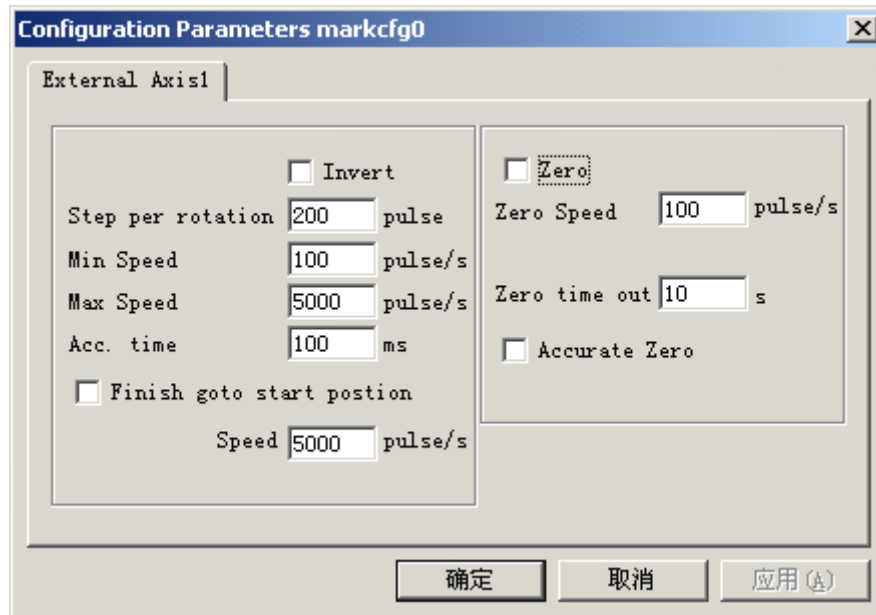 Configuration Parameters markcfg0
External Axis1
Invert
Step per rotation 200 pulse
Min Speed 100 pulse/s
Max Speed 5000 pulse/s
Acc. time 100 ms
Finish goto start postion
Speed 5000 pulse/s
Zero
Zero Speed 100 pulse/s
Zero time out 10 s
Accurate Zero
确定 取消 应用(A)